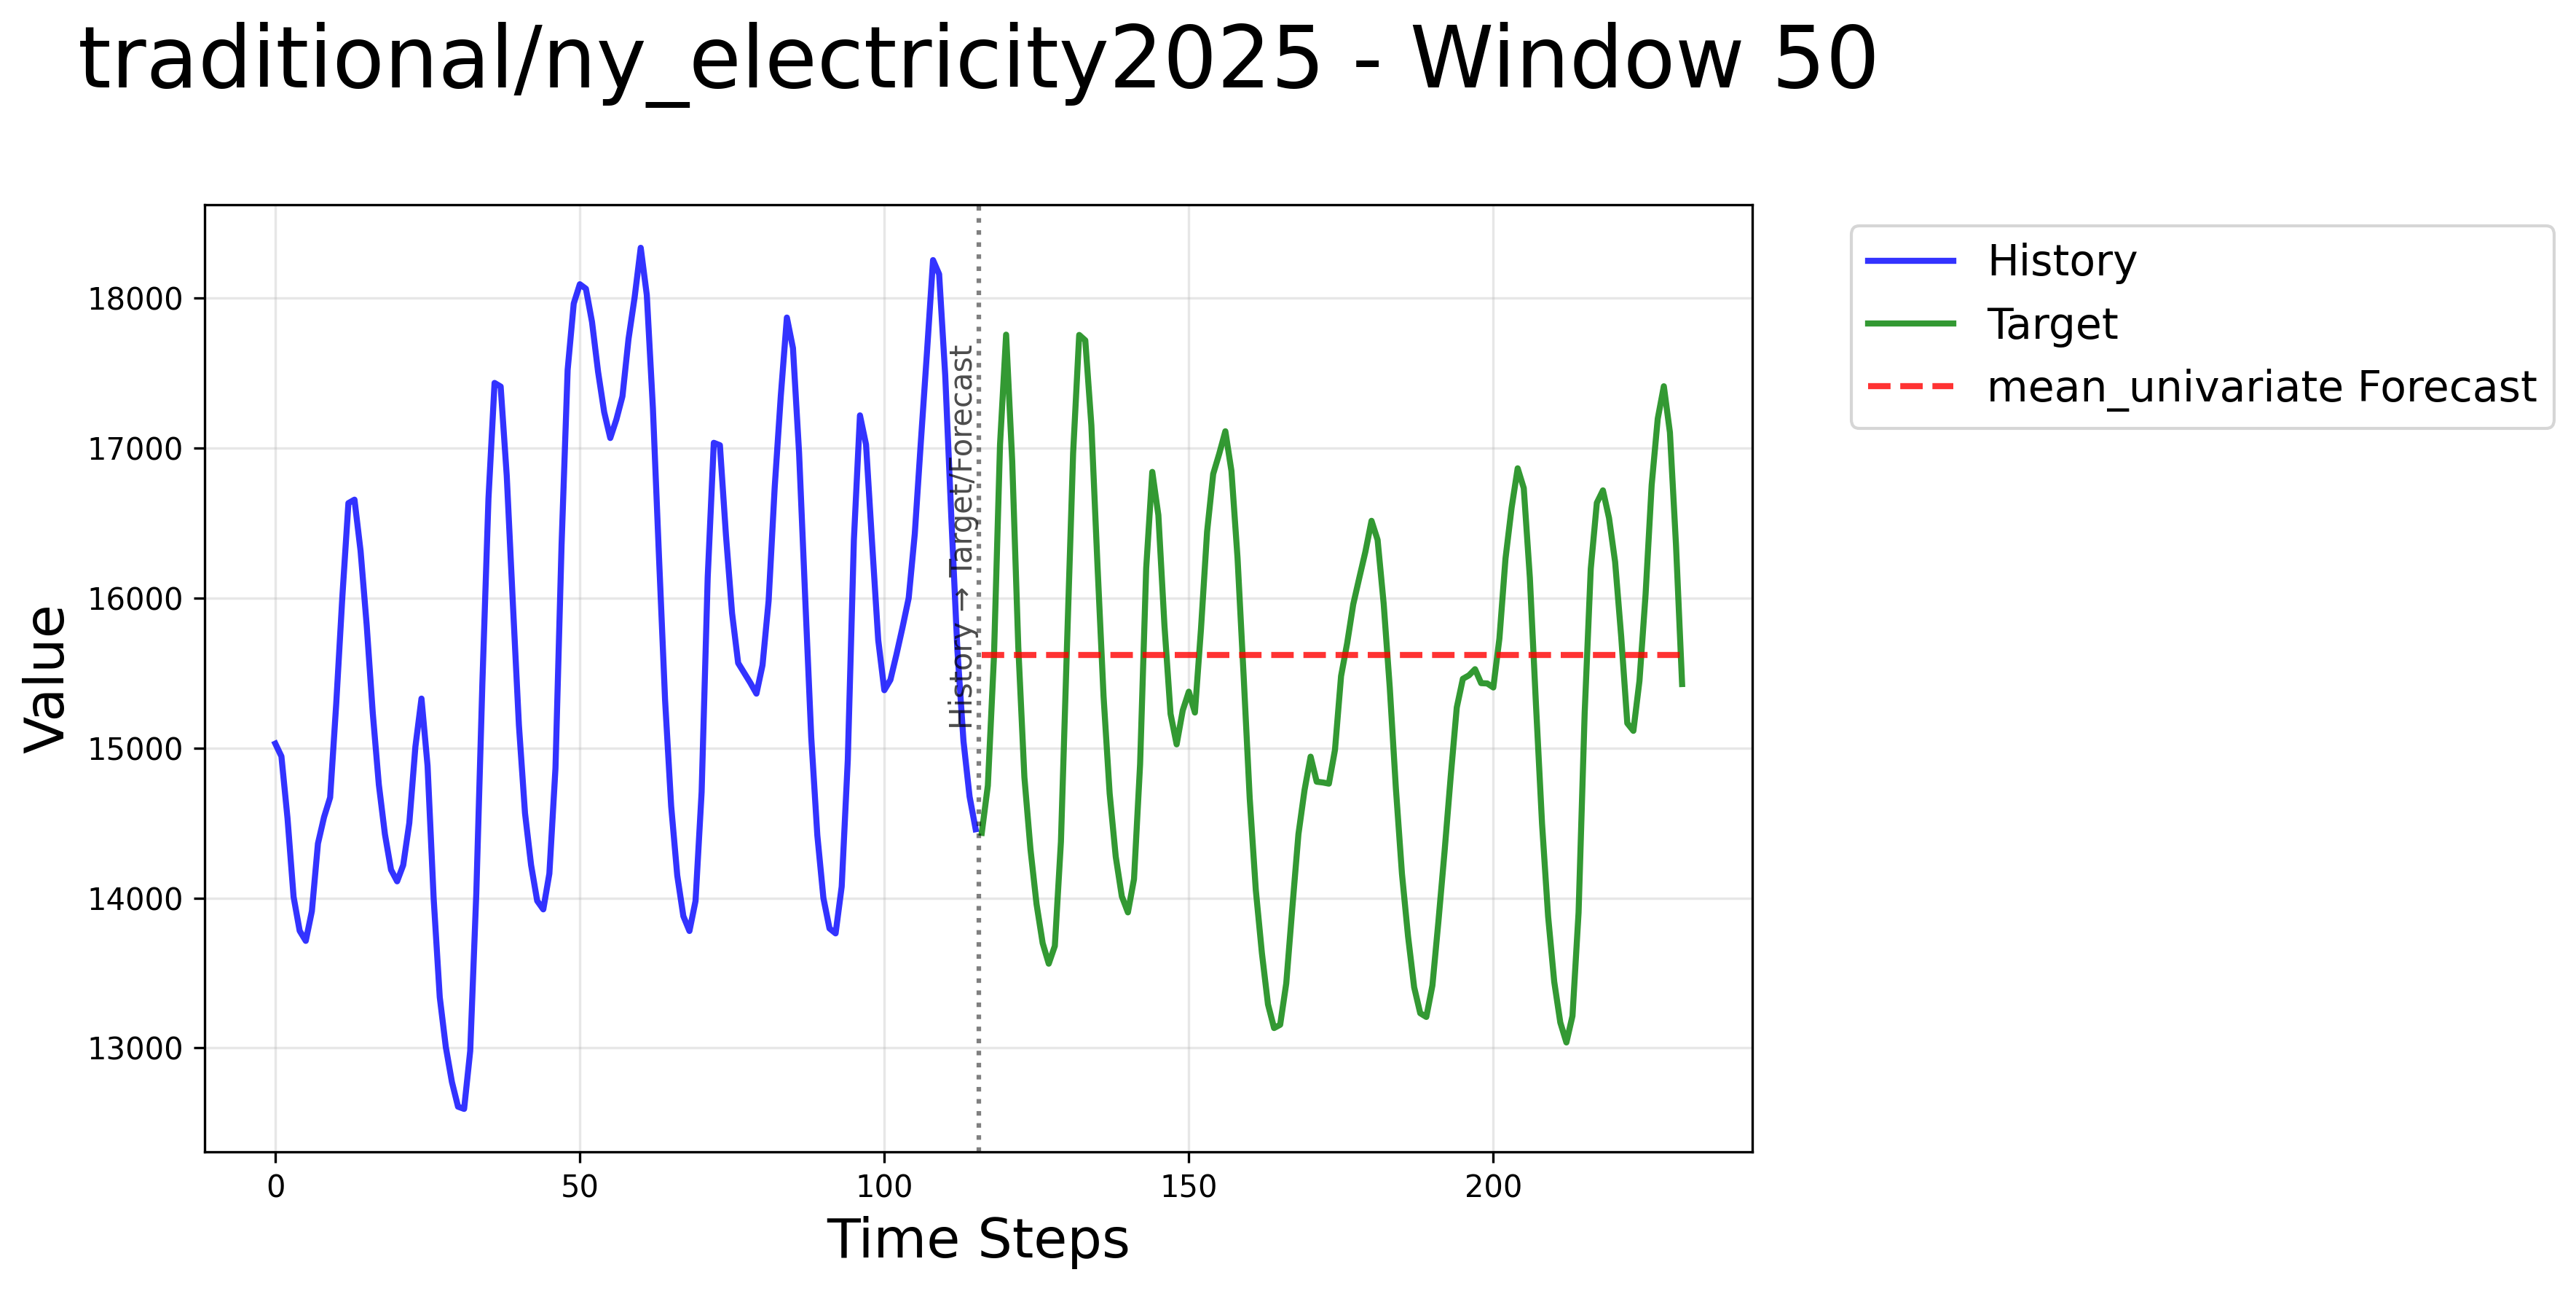 traditional/ny_electricity2025 - Window 50
History
Target
mean_univariate Forecast
Value
18000
17000
16000
15000
14000
13000
History → Target/Forecast
0
50
100
150
200
Time Steps